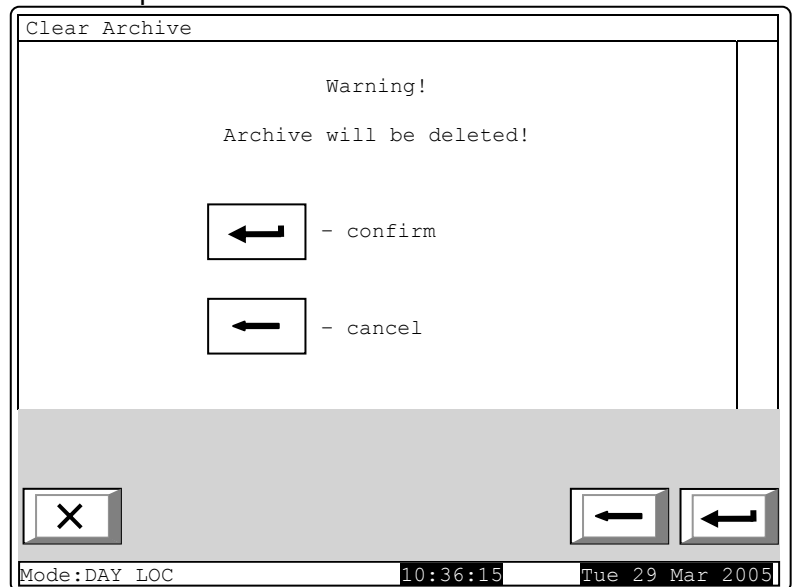 Clear Archive
Warning!
Archive will be deleted!
- confirm
- cancel
Mode:DAY LOC 10:36:15 Tue 29 Mar 2005